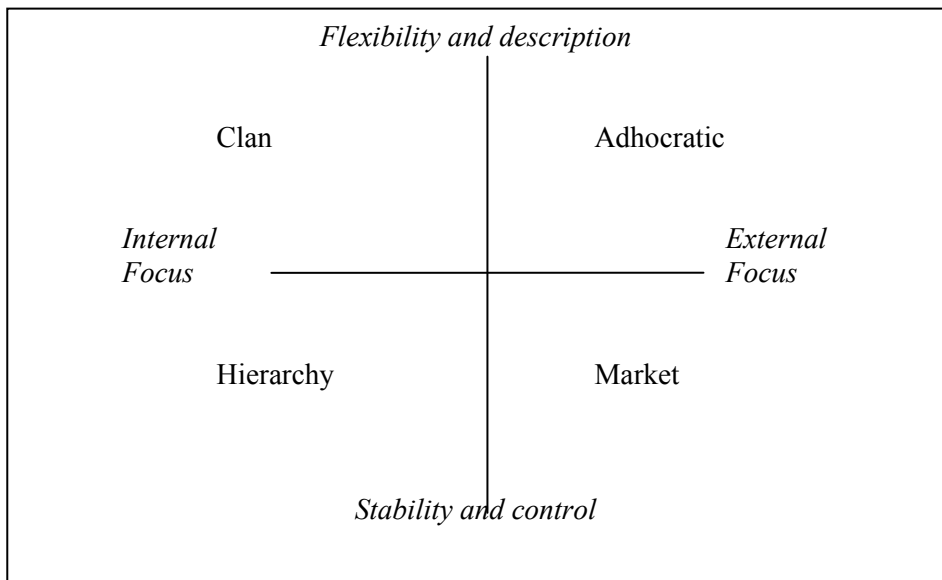 Flexibility and description
Clan
Adhocratic
Internal
Focus
External
Focus
Hierarchy
Market
Stability and control